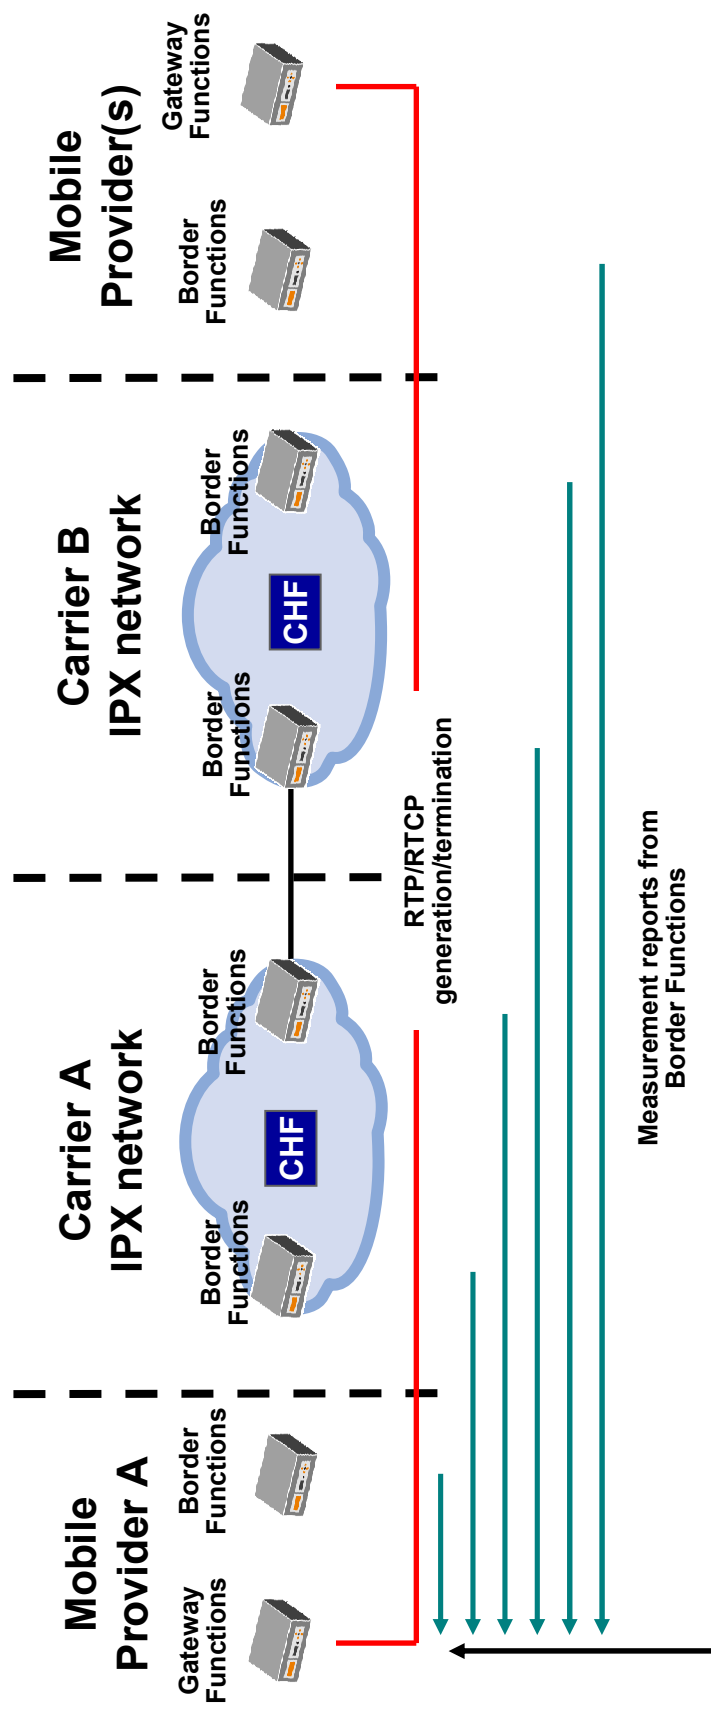 Mobile
Provider A
Gateway
Functions
Border
Functions
Carrier A
IPX network
Border
Functions
CHF
Border
Functions
Carrier B
IPX network
Border
Functions
CHF
Border
Functions
Mobile
Provider(s)
Border
Functions
Gateway
Functions
RTP/RTCP
generation/termination
Measurement reports from
Border Functions